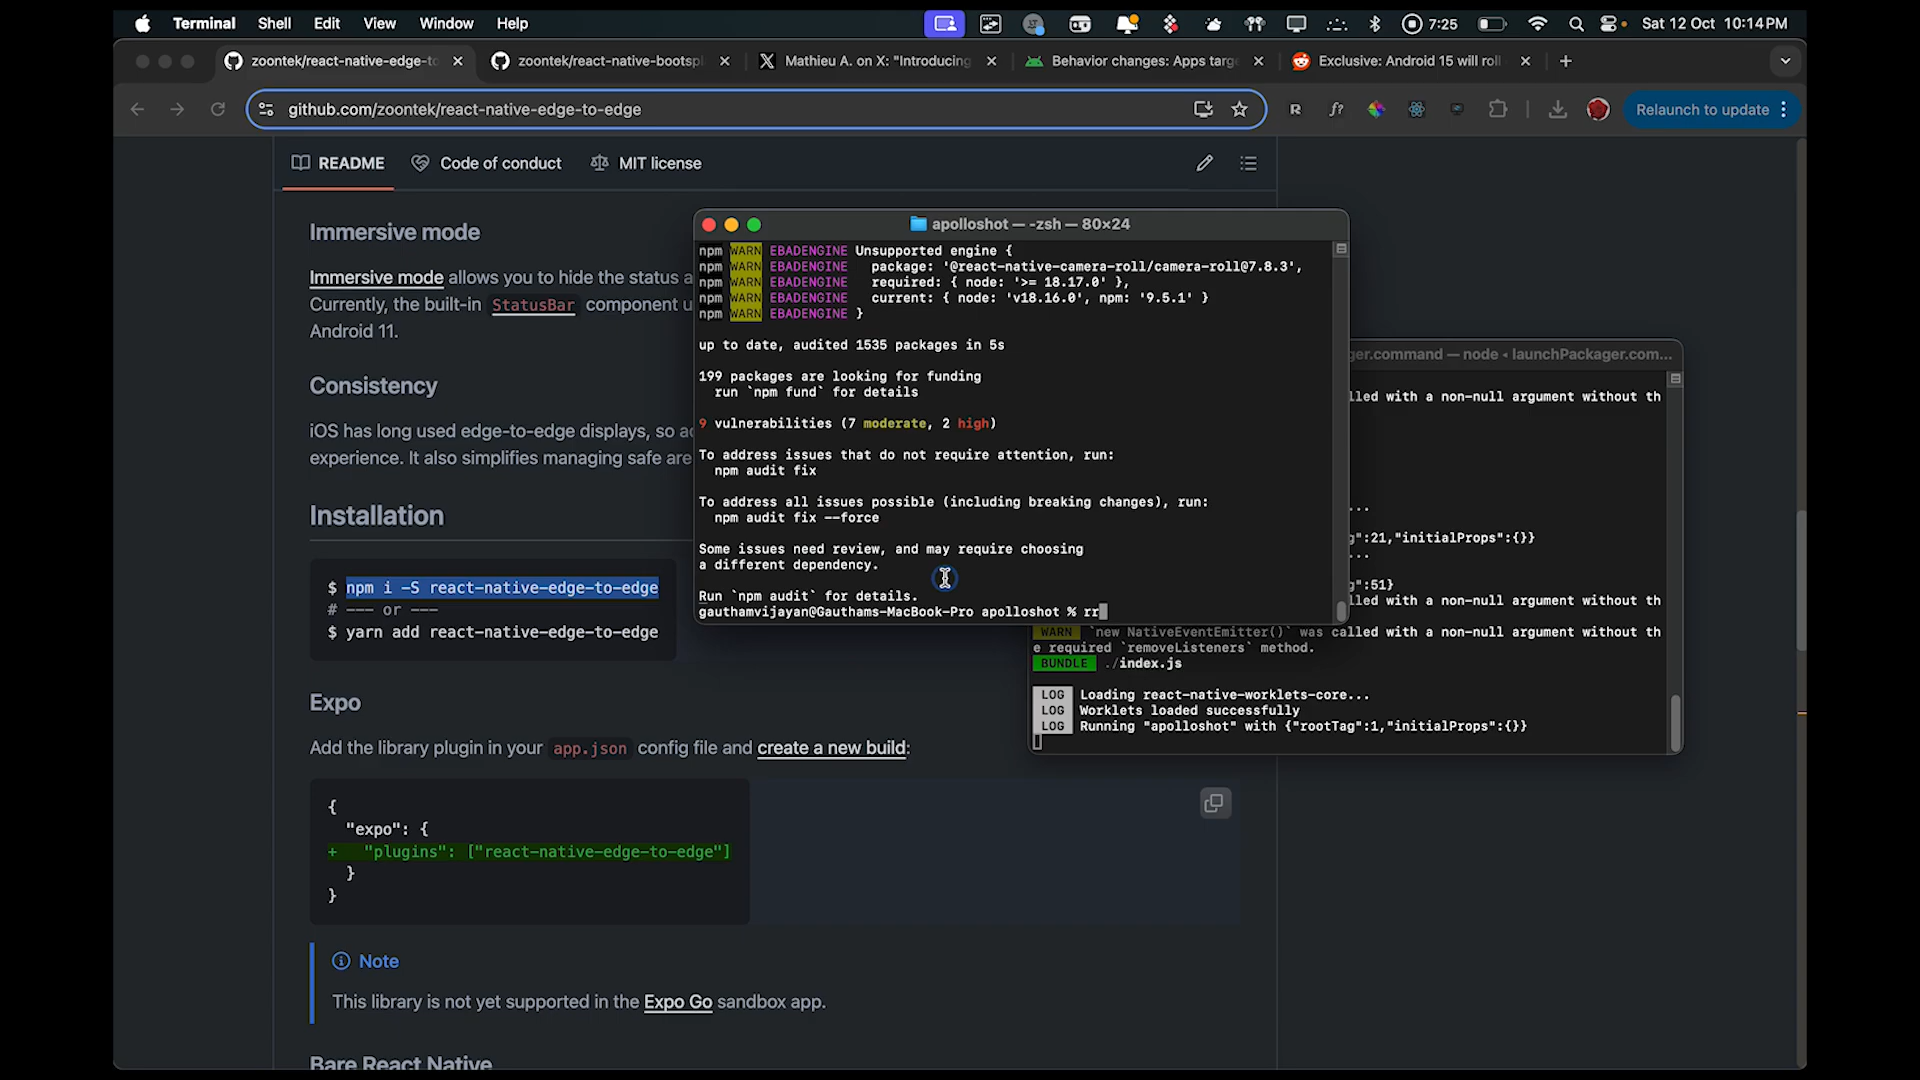 Terminal Shell Edit View Window Help 7:25 Sat 12 Oct 10:14 PM
zoontek/react-native-edge-to zoontek/react-native-bootspl Mathieu A. on X: "Introducing Behavior changes: Apps targe Exclusive: Android 15 will roll
github.com/zoontek/react-native-edge-to-edge
Relaunch to update
README Code of conduct MIT license
Immersive mode
Immersive mode allows you to hide the status a
Currently, the built-in StatusBar component u
Android 11.
Consistency
iOS has long used edge-to-edge displays, so ad
experience. It also simplifies managing safe are
Installation
$ npm i -S react-native-edge-to-edge
# --- or ---
$ yarn add react-native-edge-to-edge
Expo
Add the library plugin in your app.json config file and create a new build:
{
"expo": {
+ "plugins": ["react-native-edge-to-edge"]
}
}
Note
This library is not yet supported in the Expo Go sandbox app.
Bare React Native
apolloshot — -zsh — 80×24
npm WARN EBADENGINE Unsupported engine {
npm WARN EBADENGINE package: '@react-native-camera-roll/camera-roll@7.8.3',
npm WARN EBADENGINE required: { node: '>= 18.17.0' },
npm WARN EBADENGINE current: { node: 'v18.16.0', npm: '9.5.1' }
npm WARN EBADENGINE }
up to date, audited 1535 packages in 5s
199 packages are looking for funding
run `npm fund` for details
9 vulnerabilities (7 moderate, 2 high)
To address issues that do not require attention, run:
npm audit fix
To address all issues possible (including breaking changes), run:
npm audit fix --force
Some issues need review, and may require choosing
a different dependency.
Run `npm audit` for details.
gauthamvijayan@Gauthams-MacBook-Pro apolloshot % rr
ger.command — node ◂ launchPackager.com...
lled with a non-null argument without th
...
g":21,"initialProps":{}}
...
g":51}
lled with a non-null argument without th
WARN `new NativeEventEmitter()` was called with a non-null argument without th
e required `removeListeners` method.
BUNDLE ./index.js
LOG Loading react-native-worklets-core...
LOG Worklets loaded successfully
LOG Running "apolloshot" with {"rootTag":1,"initialProps":{}}